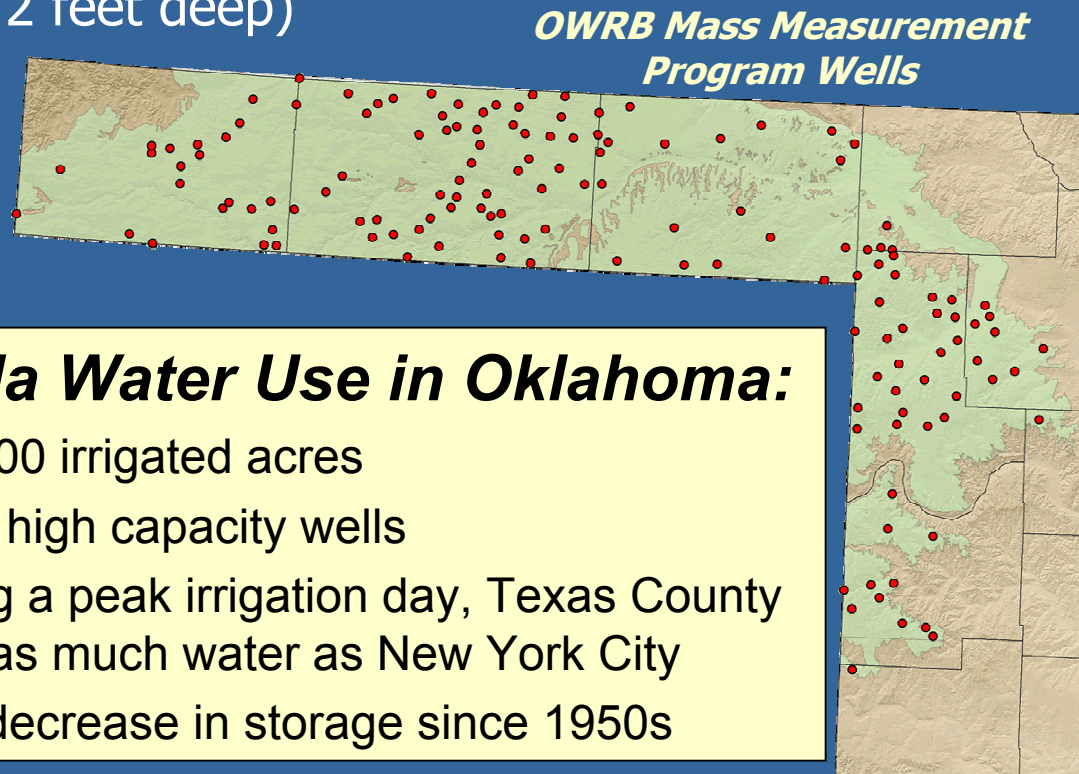 2 feet deep)
OWRB Mass Measurement
Program Wells
la Water Use in Oklahoma:
00 irrigated acres
high capacity wells
g a peak irrigation day, Texas County
as much water as New York City
decrease in storage since 1950s